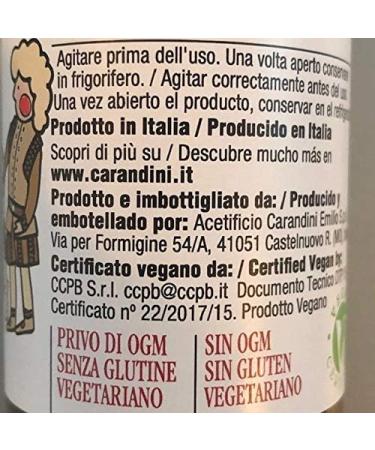 Agitare prima dell'uso. Una volta aperto conservare
in frigorifero. / Agitar correctamente antes del uso.
Una vez abierto el producto, conservar en el
Prodotto in Italia / Producido en Italia
Scopri di più su / Descubre mucho más en
www.carandini.it
Prodotto e imbottigliato da: / Producido y
embotellado por: Acetificio Carandini Emilio
Via per Formigine 54/A, 41051 Castelnuovo R.
Certificato vegano da: / Certified Vegan by:
CCPB S.r.l. ccpb@ccpb.it Documento Tecnico
Certificato n° 22/2017/15. Prodotto Vegano
PRIVO DI OGM
SENZA GLUTINE
VEGETARIANO
SIN OGM
SIN GLUTEN
VEGETARIANO